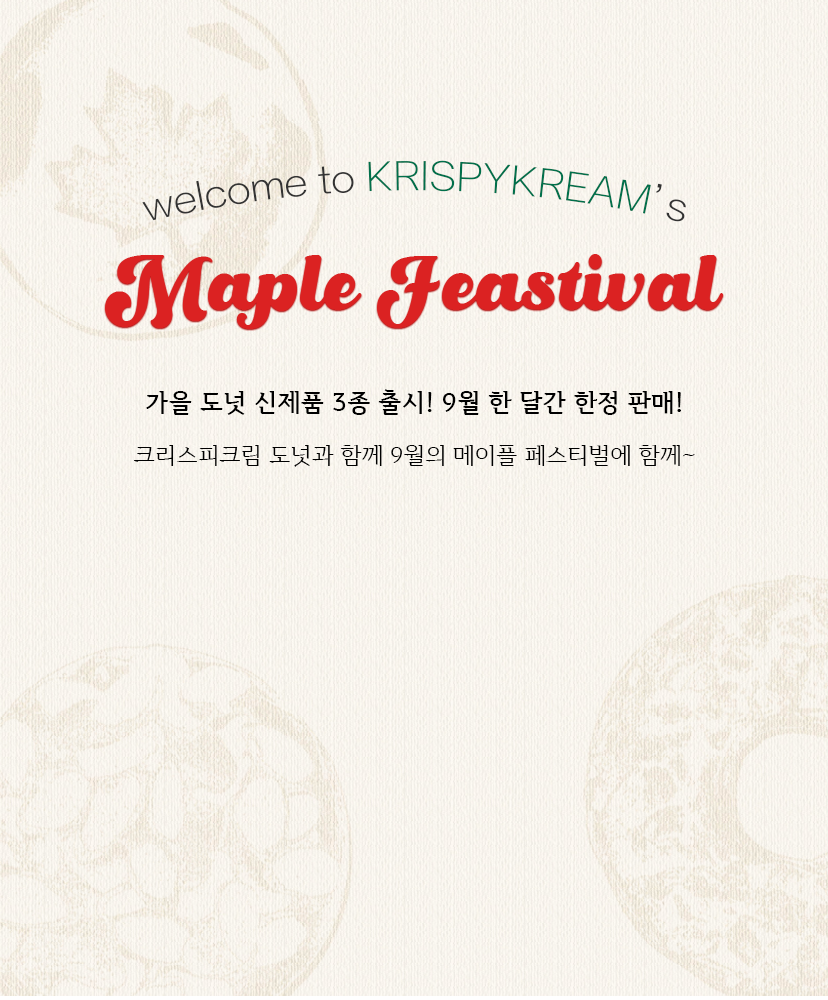 welcome to KRISPYKREAM's
Maple Feastival
가을 도넛 신제품 3종 출시! 9월 한 달간 한정 판매!
크리스피크림 도넛과 함께 9월의 메이플 페스티벌에 함께~